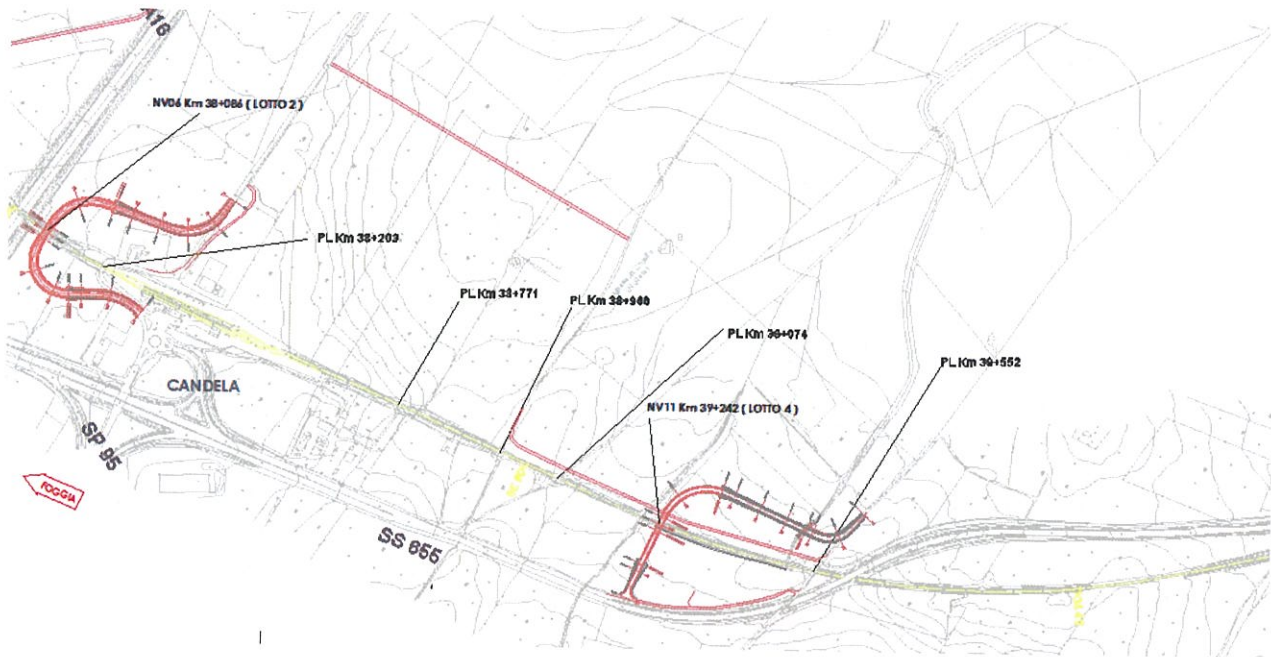 A16
NV06 Km 38+086 ( LOTTO 2 )
PL Km 38+203
PL Km 38+771
PL Km 38+960
PL Km 36+074
PL Km 39+552
CANDELA
NV11 Km 39+242 ( LOTTO 4 )
SP 95
FOGGIA
SS 655